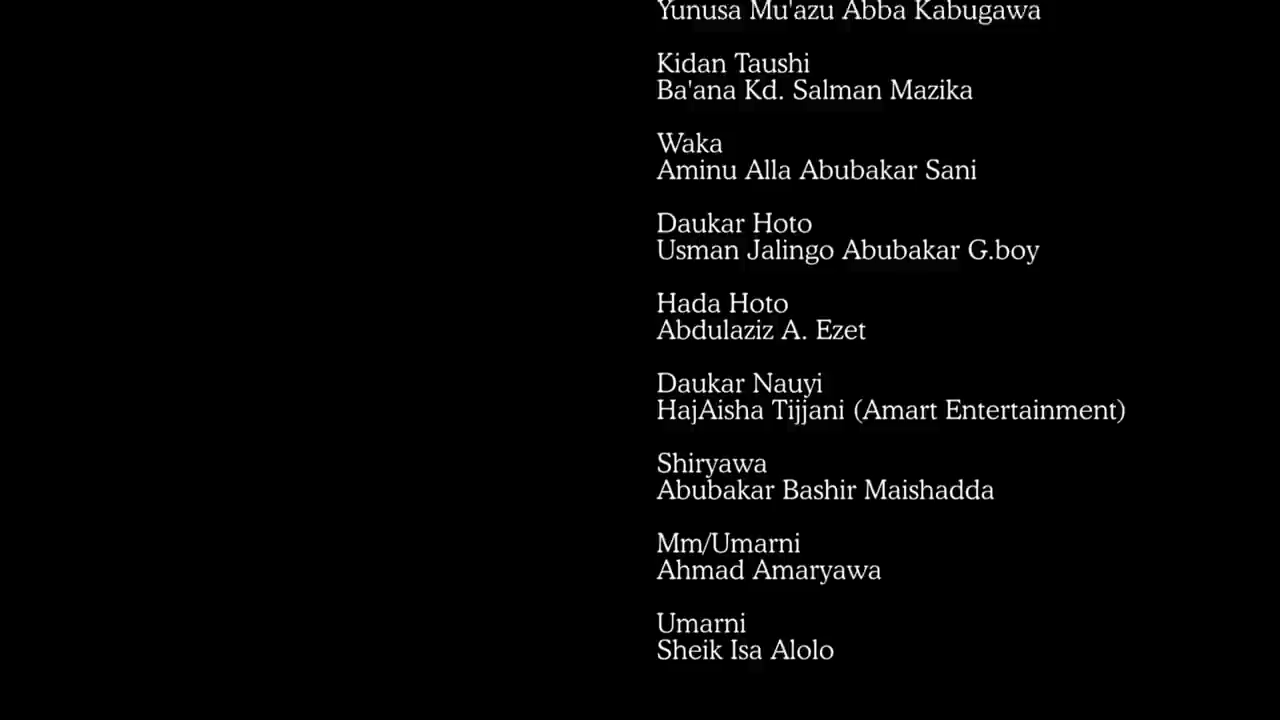 Yunusa Mu'azu Abba Kabugawa
Kidan Taushi
Ba'ana Kd. Salman Mazika
Waka
Aminu Alla Abubakar Sani
Daukar Hoto
Usman Jalingo Abubakar G.boy
Hada Hoto
Abdulaziz A. Ezet
Daukar Nauyi
HajAisha Tijjani (Amart Entertainment)
Shiryawa
Abubakar Bashir Maishadda
Mm/Umarni
Ahmad Amaryawa
Umarni
Sheik Isa Alolo